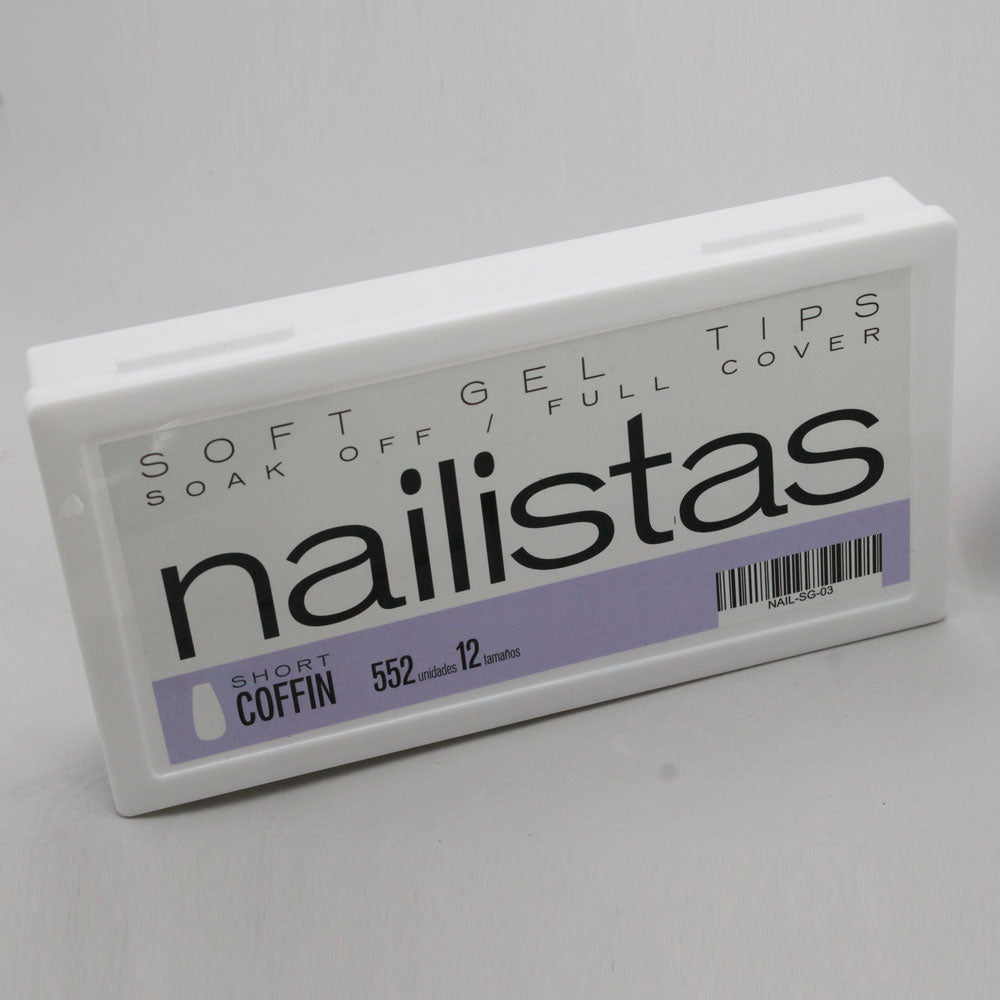 SOFT GEL TIPS
SOAK OFF / FULL COVER
nailistas
NAIL-SG-03
SHORT
COFFIN
552 unidades 12 tamaños